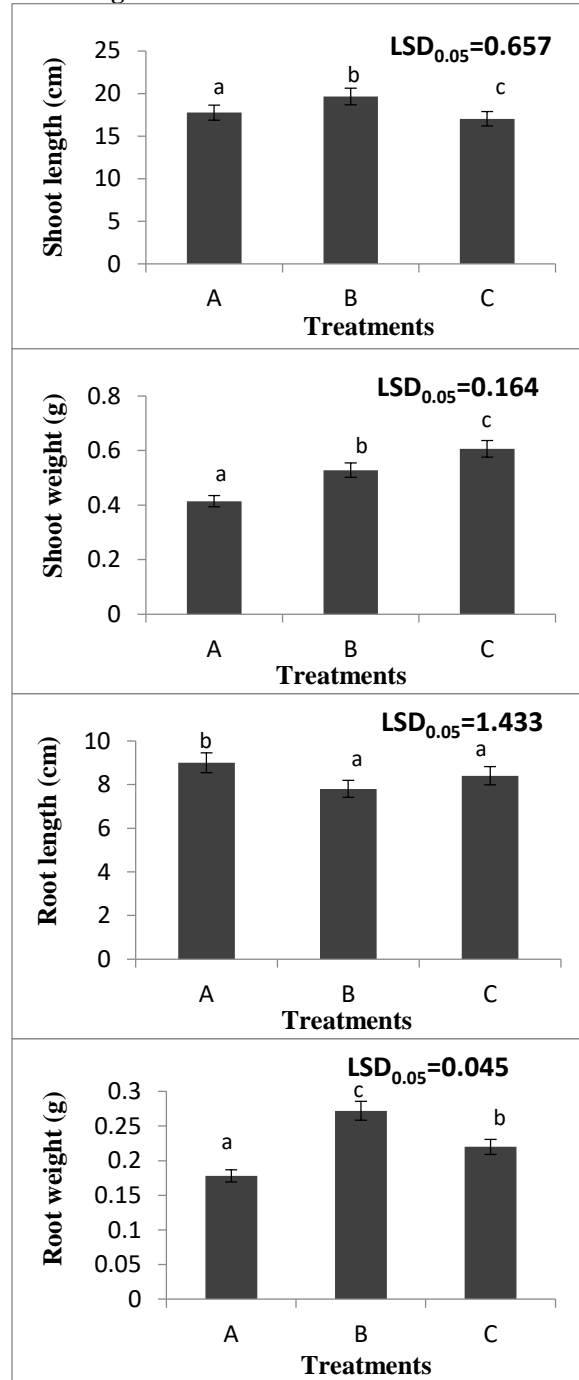 LSD0.05=0.657
Shoot length (cm)
25
20
15
10
5
0
a
b
c
A
B
C
Treatments
LSD0.05=0.164
Shoot weight (g)
0.8
0.6
0.4
0.2
0
a
b
c
A
B
C
Treatments
LSD0.05=1.433
Root length (cm)
10
8
6
4
2
0
b
a
a
A
B
C
Treatments
LSD0.05=0.045
Root weight (g)
0.3
0.25
0.2
0.15
0.1
0.05
0
a
c
b
A
B
C
Treatments